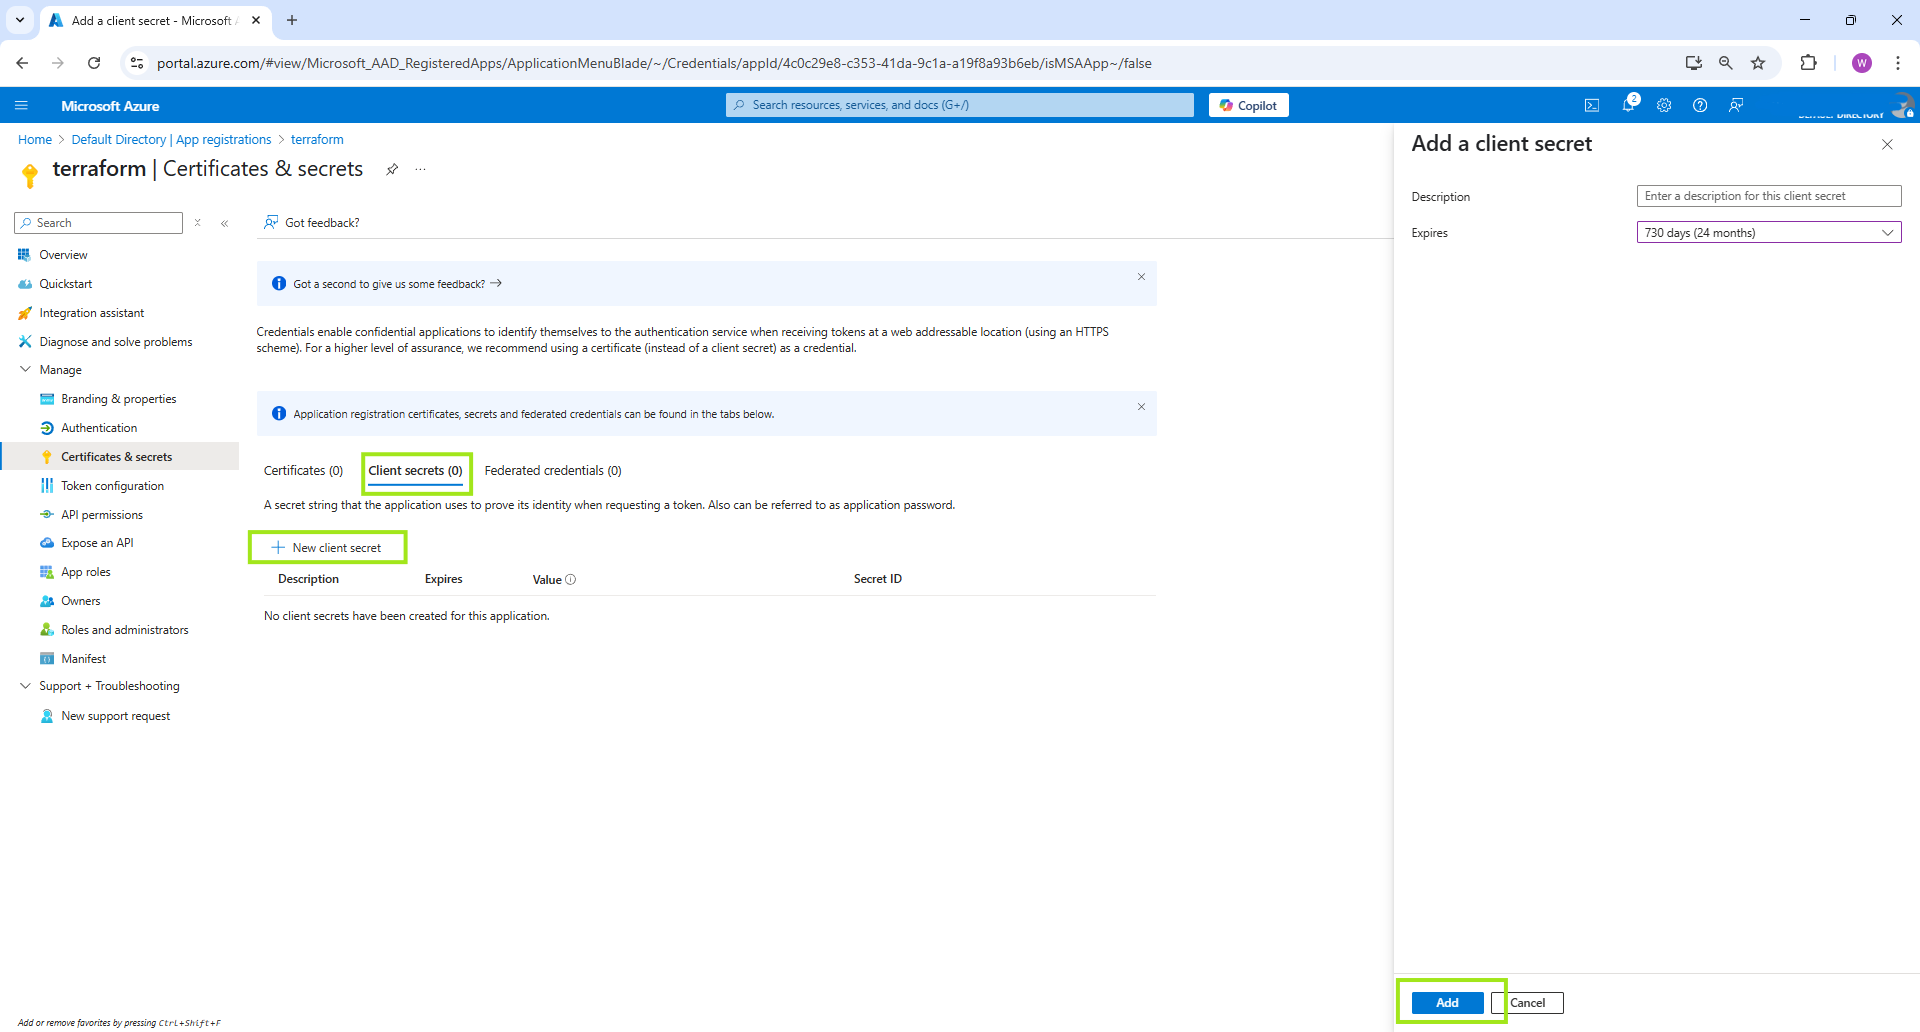 Add a client secret - Microsoft A
portal.azure.com/#view/Microsoft_AAD_RegisteredApps/ApplicationMenuBlade/~/Credentials/appId/4c0c29e8-c353-41da-9c1a-a19f8a93b6eb/isMSAApp~/false
W
Microsoft Azure
Search resources, services, and docs (G+/)
Copilot
2
DEFAULT DIRECTORY
Home > Default Directory | App registrations > terraform
terraform | Certificates & secrets
...
Search
Overview
Quickstart
Integration assistant
Diagnose and solve problems
Manage
Branding & properties
Authentication
Certificates & secrets
Token configuration
API permissions
Expose an API
App roles
Owners
Roles and administrators
Manifest
Support + Troubleshooting
New support request
Add or remove favorites by pressing Ctrl+Shift+F
Got feedback?
Got a second to give us some feedback?
Credentials enable confidential applications to identify themselves to the authentication service when receiving tokens at a web addressable location (using an HTTPS
scheme). For a higher level of assurance, we recommend using a certificate (instead of a client secret) as a credential.
Application registration certificates, secrets and federated credentials can be found in the tabs below.
Certificates (0) Client secrets (0) Federated credentials (0)
A secret string that the application uses to prove its identity when requesting a token. Also can be referred to as application password.
New client secret
Description Expires Value Secret ID
No client secrets have been created for this application.
Add a client secret
Description Enter a description for this client secret
Expires 730 days (24 months)
Add Cancel